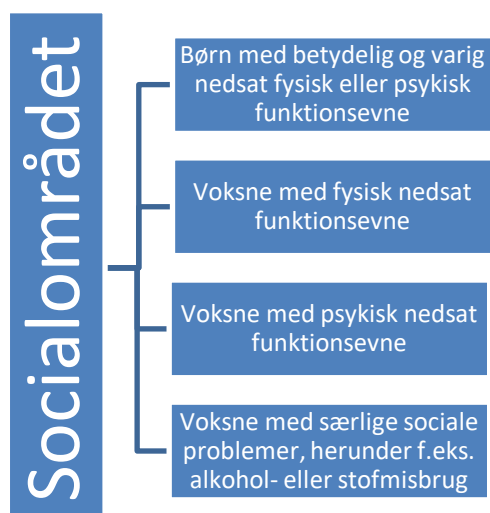 Socialområdet
Børn med betydelig og varig
nedsat fysisk eller psykisk
funktionsevne
Voksne med fysisk nedsat
funktionsevne
Voksne med psykisk nedsat
funktionsevne
Voksne med særlige sociale
problemer, herunder f.eks.
alkohol- eller stofmisbrug